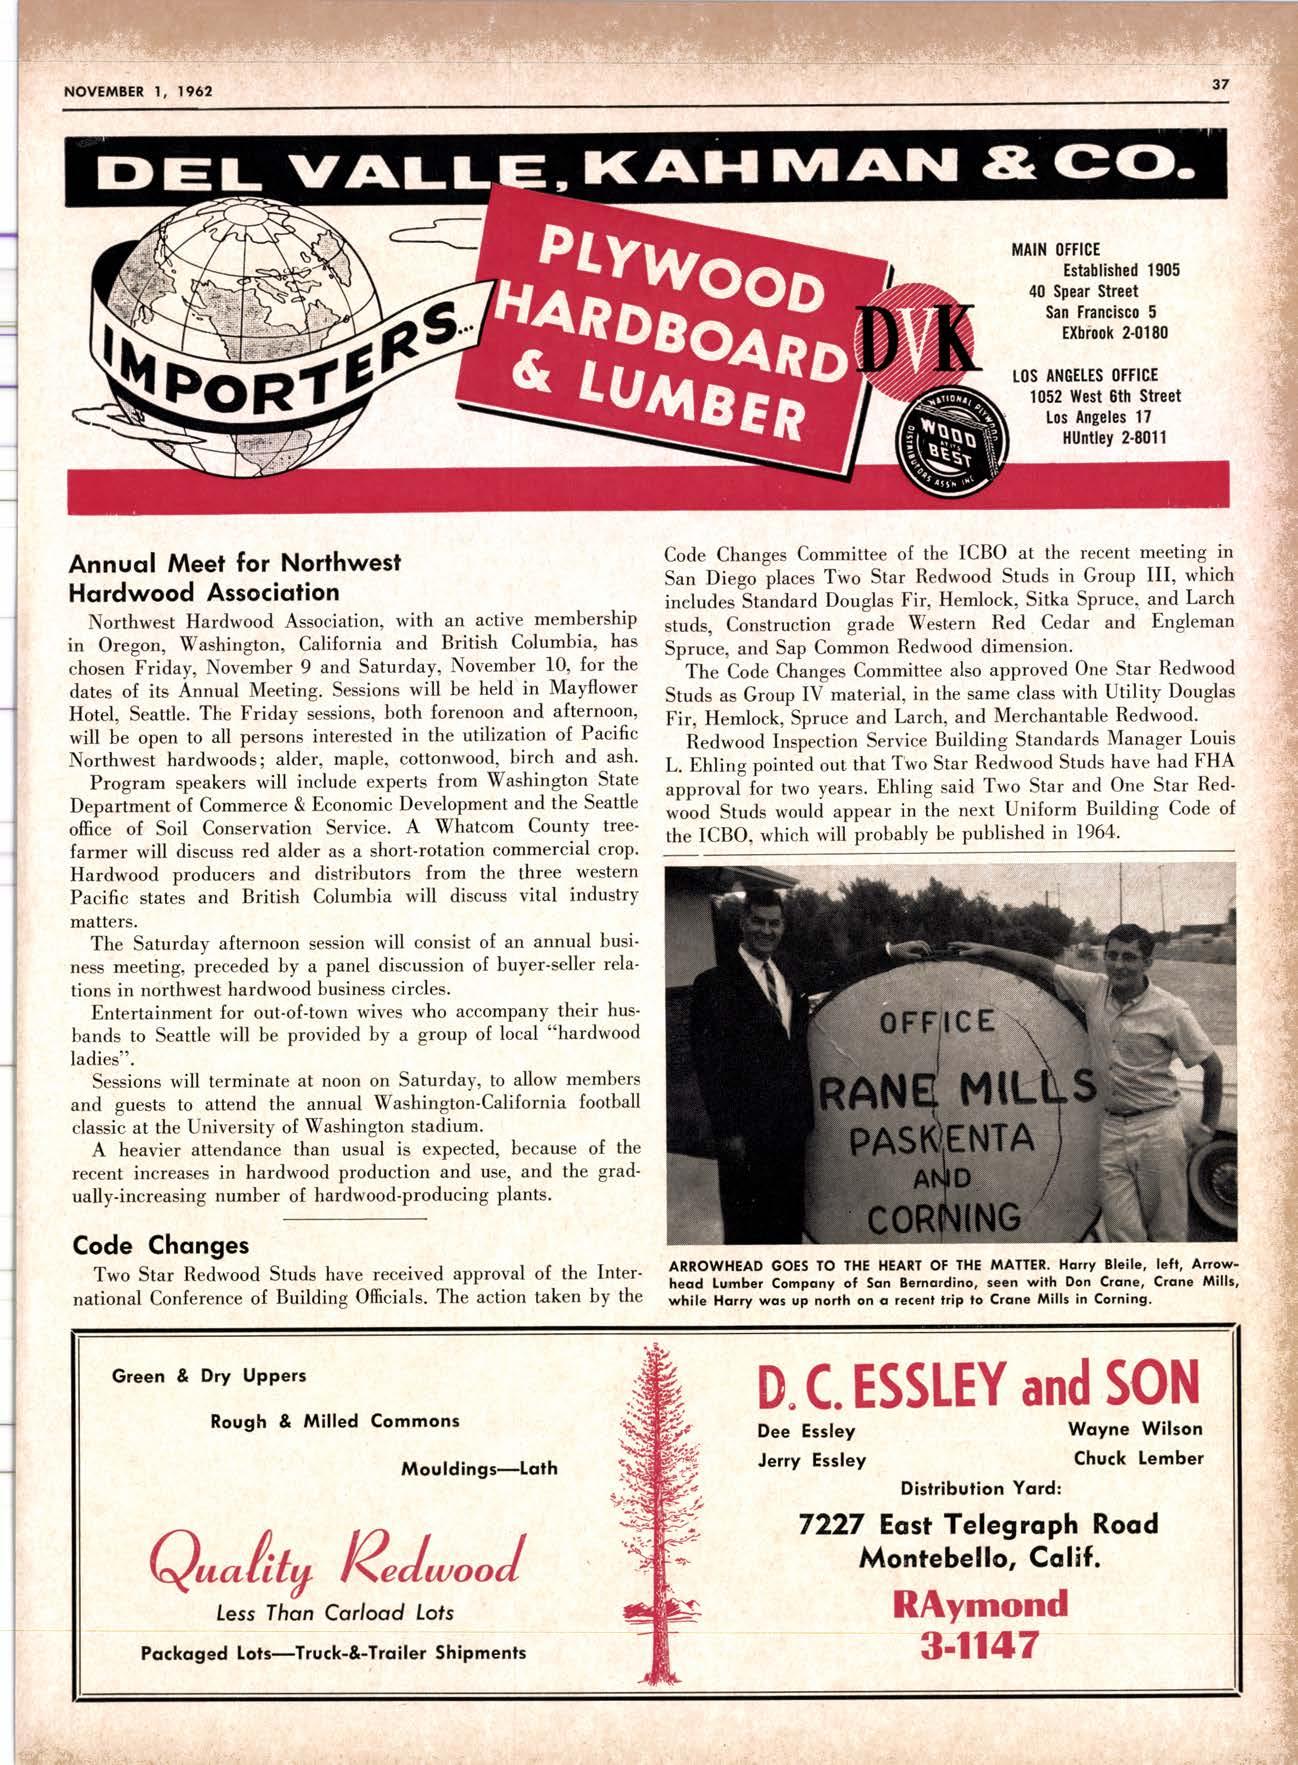 NOVEMBER 1, 1962
37
DEL VALLE, KAHMAN & CO.
IMPORTERS...
PLYWOOD
HARDBOARD
& LUMBER
DVK
NATIONAL PLYWOOD
DISTRIBUTORS ASS'N INC
WOOD
AT ITS
BEST
MAIN OFFICE
Established 1905
40 Spear Street
San Francisco 5
EXbrook 2-0180
LOS ANGELES OFFICE
1052 West 6th Street
Los Angeles 17
HUntley 2-8011
Annual Meet for Northwest
Hardwood Association
Northwest Hardwood Association, with an active membership
in Oregon, Washington, California and British Columbia, has
chosen Friday, November 9 and Saturday, November 10, for the
dates of its Annual Meeting. Sessions will be held in Mayflower
Hotel, Seattle. The Friday sessions, both forenoon and afternoon,
will be open to all persons interested in the utilization of Pacific
Northwest hardwoods; alder, maple, cottonwood, birch and ash.
Program speakers will include experts from Washington State
Department of Commerce & Economic Development and the Seattle
office of Soil Conservation Service. A Whatcom County tree-
farmer will discuss red alder as a short-rotation commercial crop.
Hardwood producers and distributors from the three western
Pacific states and British Columbia will discuss vital industry
matters.
The Saturday afternoon session will consist of an annual busi-
ness meeting, preceded by a panel discussion of buyer-seller rela-
tions in northwest hardwood business circles.
Entertainment for out-of-town wives who accompany their hus-
bands to Seattle will be provided by a group of local "hardwood
ladies".
Sessions will terminate at noon on Saturday, to allow members
and guests to attend the annual Washington-California football
classic at the University of Washington stadium.
A heavier attendance than usual is expected, because of the
recent increases in hardwood production and use, and the grad-
ually-increasing number of hardwood-producing plants.
Code Changes
Two Star Redwood Studs have received approval of the Inter-
national Conference of Building Officials. The action taken by the
Code Changes Committee of the ICBO at the recent meeting in
San Diego places Two Star Redwood Studs in Group III, which
includes Standard Douglas Fir, Hemlock, Sitka Spruce, and Larch
studs, Construction grade Western Red Cedar and Engleman
Spruce, and Sap Common Redwood dimension.
The Code Changes Committee also approved One Star Redwood
Studs as Group IV material, in the same class with Utility Douglas
Fir, Hemlock, Spruce and Larch, and Merchantable Redwood.
Redwood Inspection Service Building Standards Manager Louis
L. Ehling pointed out that Two Star Redwood Studs have had FHA
approval for two years. Ehling said Two Star and One Star Red-
wood Studs would appear in the next Uniform Building Code of
the ICBO, which will probably be published in 1964.
OFFICE
RANE MILLS
PASKENTA
AND
CORNING
ARROWHEAD GOES TO THE HEART OF THE MATTER. Harry Bleile, left, Arrow-
head Lumber Company of San Bernardino, seen with Don Crane, Crane Mills,
while Harry was up north on a recent trip to Crane Mills in Corning.
Green & Dry Uppers
Rough & Milled Commons
Mouldings—Lath
Quality Redwood
Less Than Carload Lots
Packaged Lots—Truck-&-Trailer Shipments
D. C. ESSLEY and SON
Dee Essley Wayne Wilson
Jerry Essley Chuck Lember
Distribution Yard:
7227 East Telegraph Road
Montebello, Calif.
RAymond
3-1147